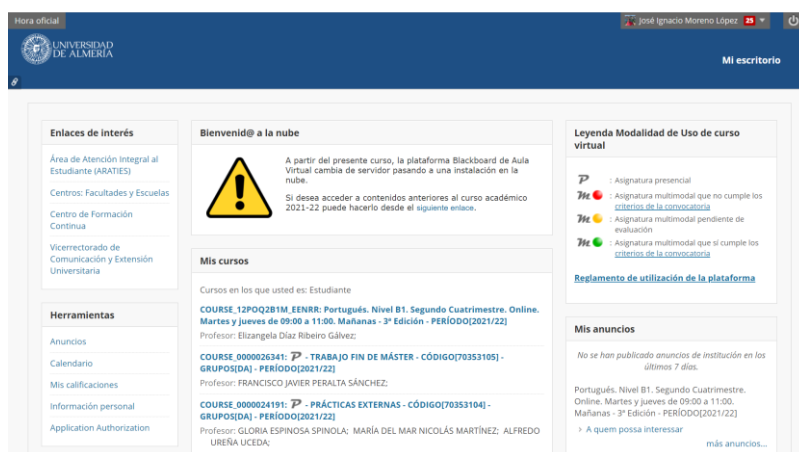 Hora oficial
José Ignacio Moreno López 25
UNIVERSIDAD
DE ALMERÍA
Mi escritorio
Enlaces de interés
Área de Atención Integral al
Estudiante (ARATIES)
Centros: Facultades y Escuelas
Centro de Formación
Continua
Vicerrectorado de
Comunicación y Extensión
Universitaria
Herramientas
Anuncios
Calendario
Mis calificaciones
Información personal
Application Authorization
Bienvenid@ a la nube
A partir del presente curso, la plataforma Blackboard de Aula
Virtual cambia de servidor pasando a una instalación en la
nube.
Si desea acceder a contenidos anteriores al curso académico
2021-22 puede hacerlo desde el siguiente enlace.
Mis cursos
Cursos en los que usted es: Estudiante
COURSE_12POQ2B1M_EENRR: Portugués. Nivel B1. Segundo Cuatrimestre. Online.
Martes y jueves de 09:00 a 11:00. Mañanas - 3ª Edición - PERÍODO[2021/22]
Profesor: Elizangela Díaz Ribeiro Gálvez;
COURSE_0000026341: P - TRABAJO FIN DE MÁSTER - CÓDIGO[70353105] -
GRUPOS[DA] - PERÍODO[2021/22]
Profesor: FRANCISCO JAVIER PERALTA SÁNCHEZ;
COURSE_0000024191: P - PRÁCTICAS EXTERNAS - CÓDIGO[70353104] -
GRUPOS[DA] - PERÍODO[2021/22]
Profesor: GLORIA ESPINOSA SPINOLA; MARÍA DEL MAR NICOLÁS MARTÍNEZ; ALFREDO
UREÑA UCEDA;
Leyenda Modalidad de Uso de curso
virtual
P : Asignatura presencial
m : Asignatura multimodal que no cumple los
criterios de la convocatoria
m : Asignatura multimodal pendiente de
evaluación
m : Asignatura multimodal que si cumple los
criterios de la convocatoria
Reglamento de utilización de la plataforma
Mis anuncios
No se han publicado anuncios de institución en los
últimos 7 días.
Portugués. Nivel B1. Segundo Cuatrimestre.
Online. Martes y jueves de 09:00 a 11:00.
Mañanas - 3ª Edición - PERÍODO[2021/22]
> A quem possa interessar
más anuncios...